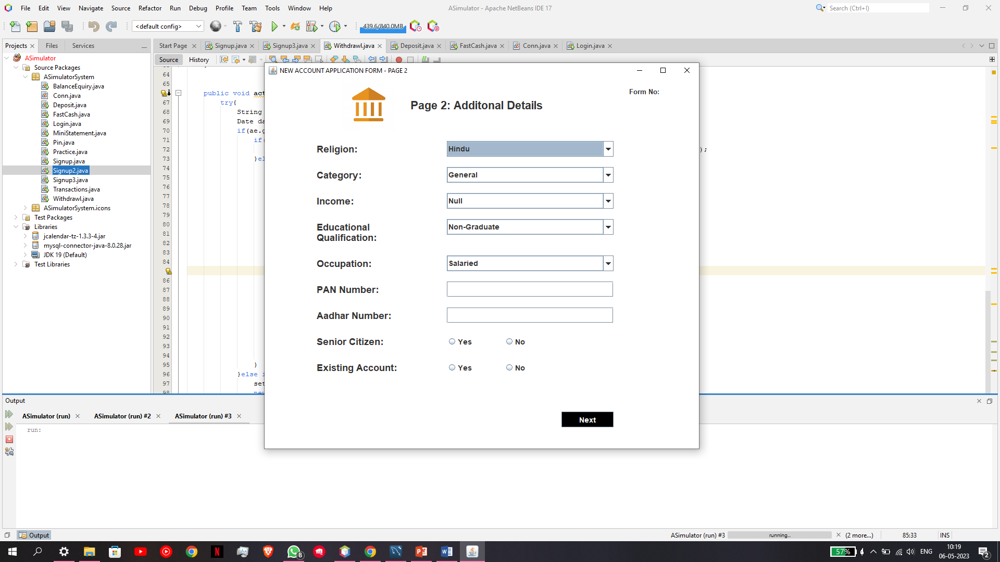 File Edit View Navigate Source Refactor Run Debug Profile Team Tools Window Help
ASimulator - Apache NetBeans IDE 17
Search (Ctrl+I)
<default config>
439.6/840.0MB
Projects Files Services
Start Page Signup.java Signup3.java Withdrawl.java Deposit.java FastCash.java Conn.java Login.java
Source History
ASimulator
Source Packages
ASimulatorSystem
BalanceEquiry.java
Conn.java
Deposit.java
FastCash.java
Login.java
MiniStatement.java
Pin.java
Practice.java
Signup.java
Signup2.java
Signup3.java
Transactions.java
Withdrawl.java
ASimulatorSystem.icons
Test Packages
Libraries
jcalendar-tz-1.3.3-4.jar
mysql-connector-java-8.0.28.jar
JDK 19 (Default)
Test Libraries
64
65
public void act
67 try{
68 String
69 Date da
70 if(ae.g
71 if
72 );
73 }el
74
75
76
77
78
79
80
81
82
83
84
86
87
88
89
90
91
92
93
94
95 }
96 }else i
97 set
98 new
NEW ACCOUNT APPLICATION FORM - PAGE 2
Form No:
Page 2: Additonal Details
Religion: Hindu
Category: General
Income: Null
Educational Non-Graduate
Qualification:
Occupation: Salaried
PAN Number:
Aadhar Number:
Senior Citizen: Yes No
Existing Account: Yes No
Next
Output
ASimulator (run) ASimulator (run) #2 ASimulator (run) #3
run:
Output
ASimulator (run) #3 running... (2 more...) 85:33 INS
57% ENG
10:19
06-05-2023
8
2